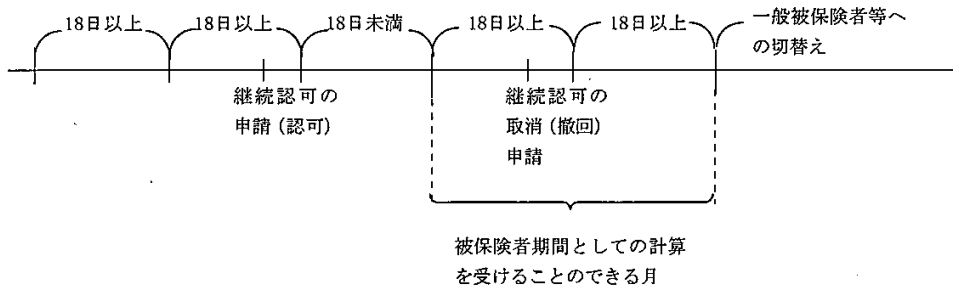 18日以上
18日以上
18日未満
18日以上
18日以上
一般被保険者等へ
の切替え
継続認可の
申請(認可)
継続認可の
取消(撤回)
申請
被保険者期間としての計算
を受けることのできる月